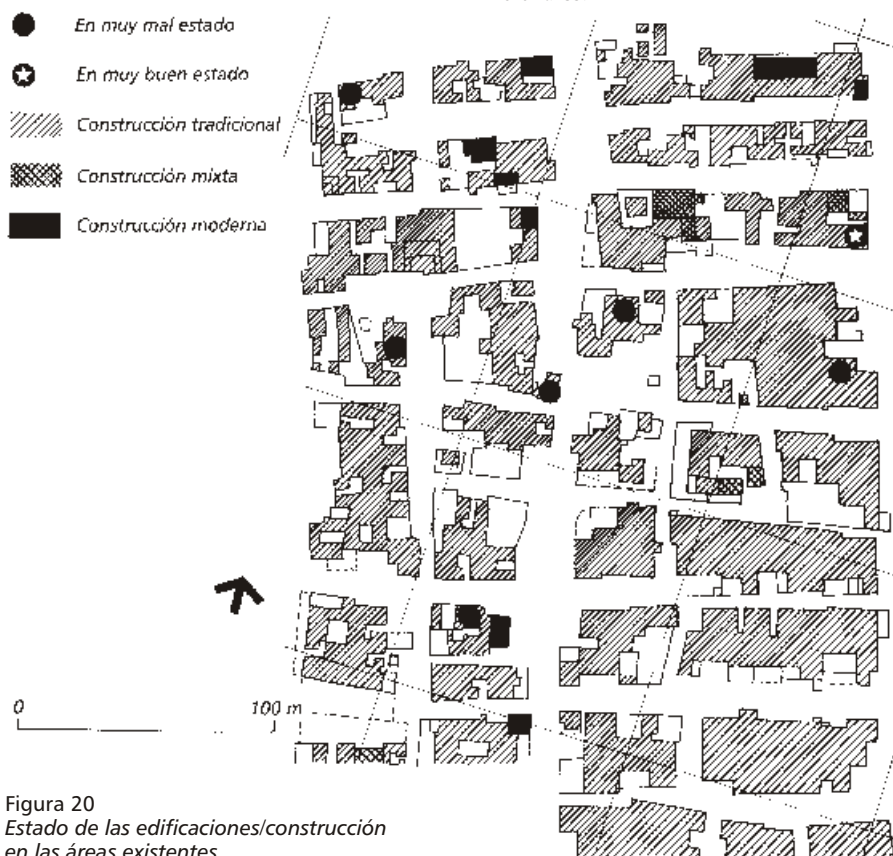 En muy mal estado
En muy buen estado
Construcción tradicional
Construcción mixta
Construcción moderna
0 100 m
Figura 20
Estado de las edificaciones/construcción
en las áreas existentes